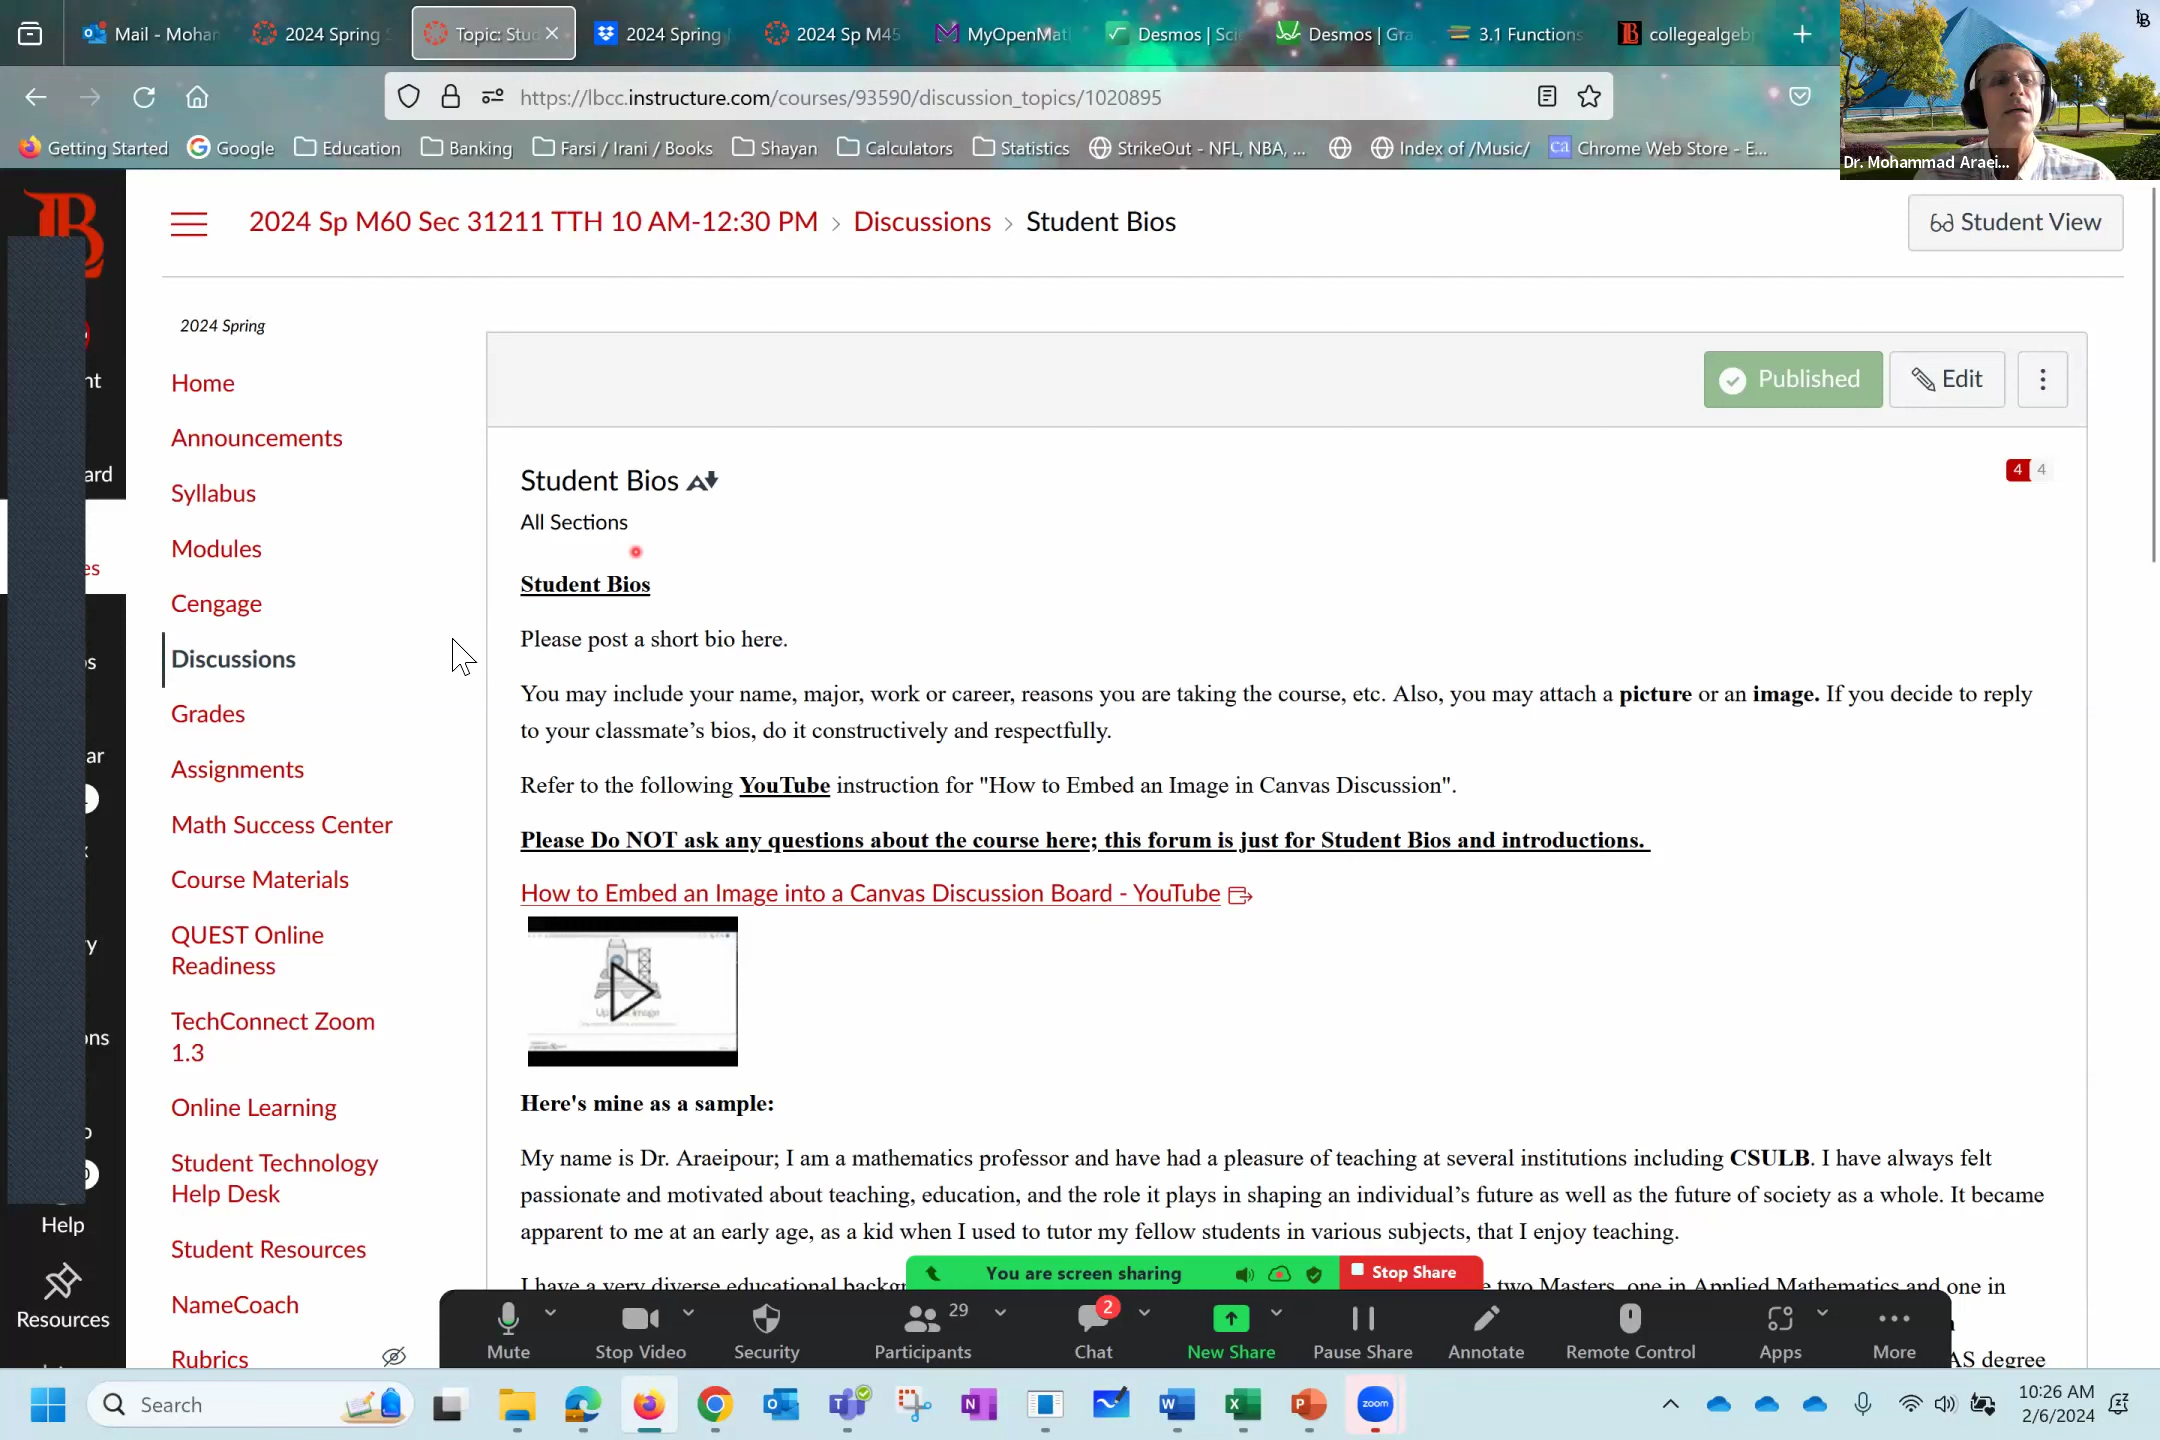 Mail - Mohar
2024 Spring
Topic: Stud
2024 Spring
2024 Sp M45
MyOpenMat
Desmos | Sci
Desmos | Gra
3.1 Functions
collegealgeb
https://lbcc.instructure.com/courses/93590/discussion_topics/1020895
Getting Started
Google
Education
Banking
Farsi / Irani / Books
Shayan
Calculators
Statistics
StrikeOut - NFL, NBA, ...
Index of /Music/
Chrome Web Store - E...
Dr. Mohammad Araei...
2024 Sp M60 Sec 31211 TTH 10 AM-12:30 PM › Discussions › Student Bios
Student View
2024 Spring
Home
Announcements
Syllabus
Modules
Cengage
Discussions
Grades
Assignments
Math Success Center
Course Materials
QUEST Online
Readiness
TechConnect Zoom
1.3
Online Learning
Student Technology
Help Desk
Student Resources
NameCoach
Rubrics
Help
Resources
Published
Edit
Student Bios
4 4
All Sections
Student Bios
Please post a short bio here.
You may include your name, major, work or career, reasons you are taking the course, etc. Also, you may attach a picture or an image. If you decide to reply
to your classmate’s bios, do it constructively and respectfully.
Refer to the following YouTube instruction for "How to Embed an Image in Canvas Discussion".
Please Do NOT ask any questions about the course here; this forum is just for Student Bios and introductions.
How to Embed an Image into a Canvas Discussion Board - YouTube
Here's mine as a sample:
My name is Dr. Araeipour; I am a mathematics professor and have had a pleasure of teaching at several institutions including CSULB. I have always felt
passionate and motivated about teaching, education, and the role it plays in shaping an individual’s future as well as the future of society as a whole. It became
apparent to me at an early age, as a kid when I used to tutor my fellow students in various subjects, that I enjoy teaching.
I have a very diverse educational backgr
two Masters, one in Applied Mathematics and one in
AS degree
You are screen sharing
Stop Share
Mute
Stop Video
Security
Participants
29
Chat
2
New Share
Pause Share
Annotate
Remote Control
Apps
More
Search
zoom
10:26 AM
2/6/2024